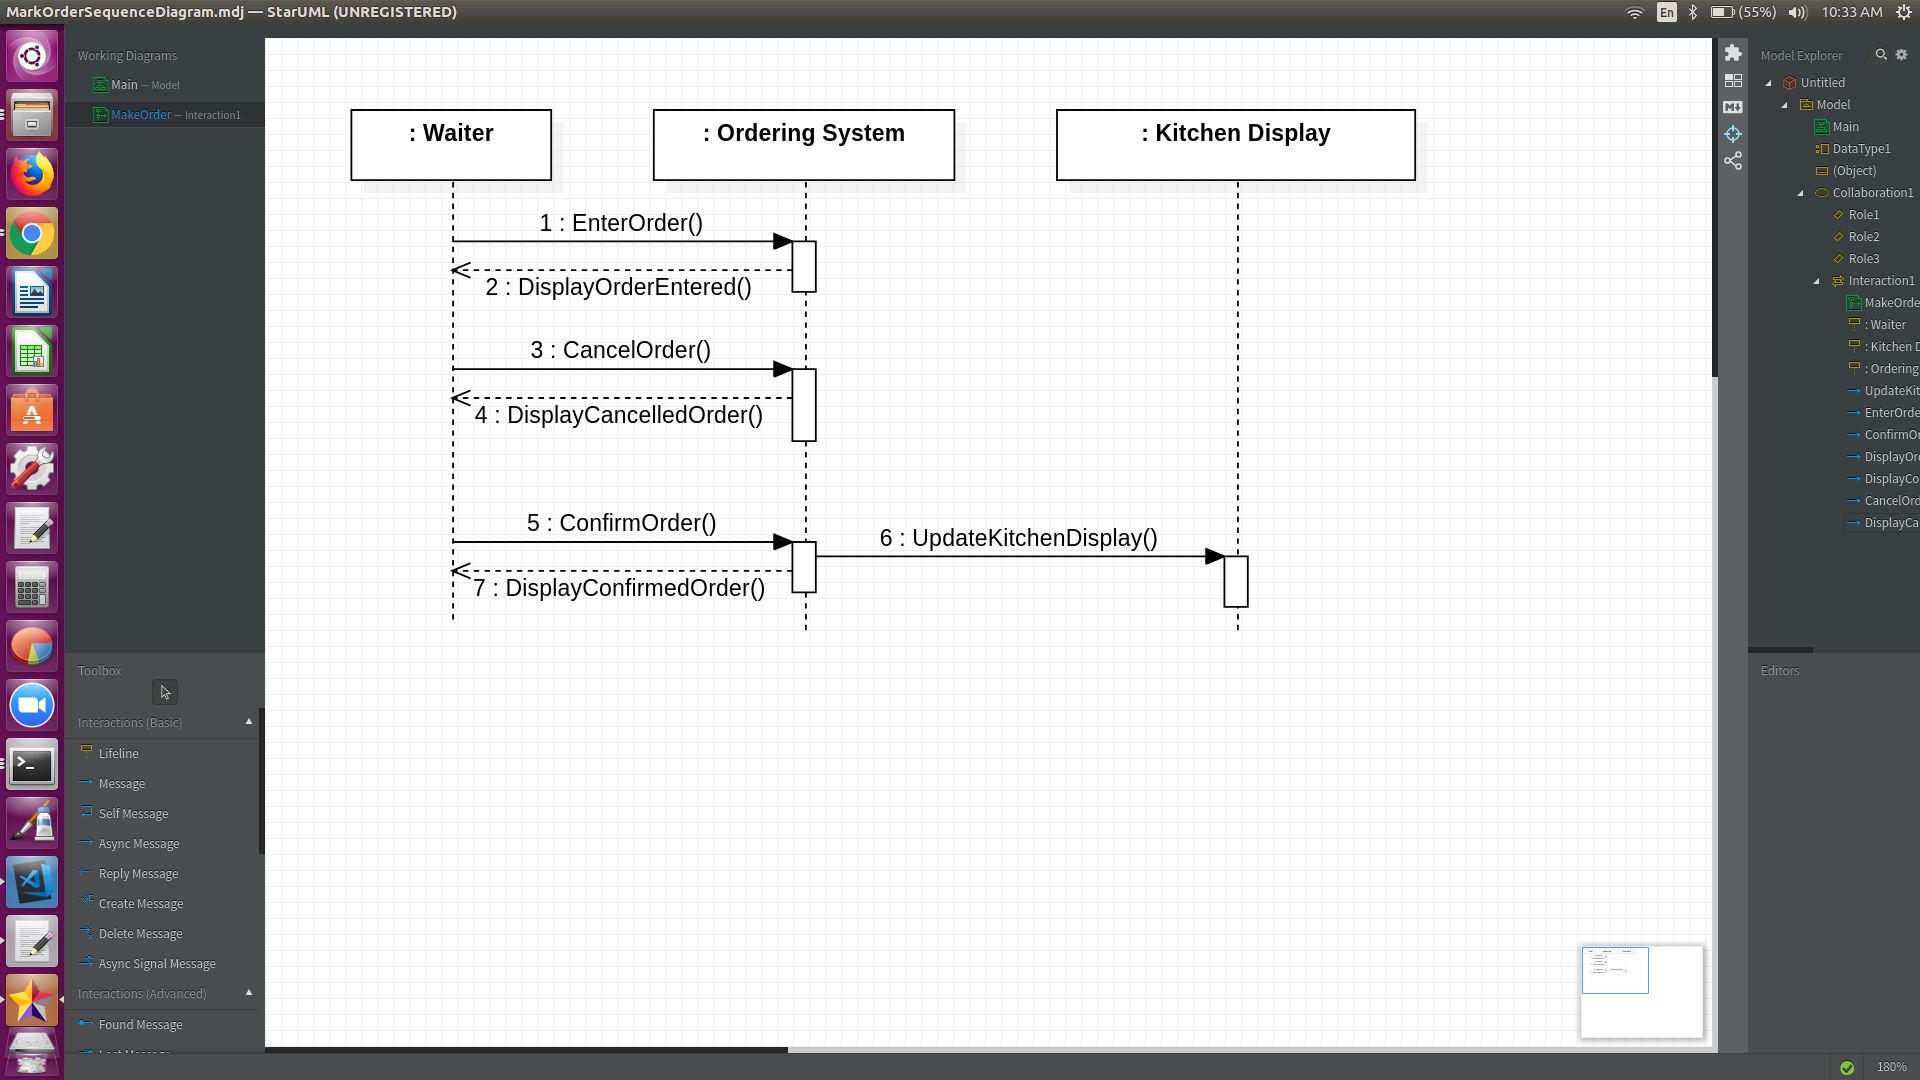 MarkOrderSequenceDiagram.mdj — StarUML (UNREGISTERED)
En
(55%)
10:33 AM
Working Diagrams
Main — Model
MakeOrder — Interaction1
Toolbox
Interactions (Basic)
Lifeline
Message
Self Message
Async Message
Reply Message
Create Message
Delete Message
Async Signal Message
Interactions (Advanced)
Found Message
: Waiter
: Ordering System
: Kitchen Display
1 : EnterOrder()
2 : DisplayOrderEntered()
3 : CancelOrder()
4 : DisplayCancelledOrder()
5 : ConfirmOrder()
6 : UpdateKitchenDisplay()
7 : DisplayConfirmedOrder()
Model Explorer
Untitled
Model
Main
DataType1
(Object)
Collaboration1
Role1
Role2
Role3
Interaction1
MakeOrde
: Waiter
: Kitchen D
: Ordering
UpdateKit
EnterOrde
ConfirmOr
DisplayOr
DisplayCo
CancelOrd
DisplayCa
Editors
180%